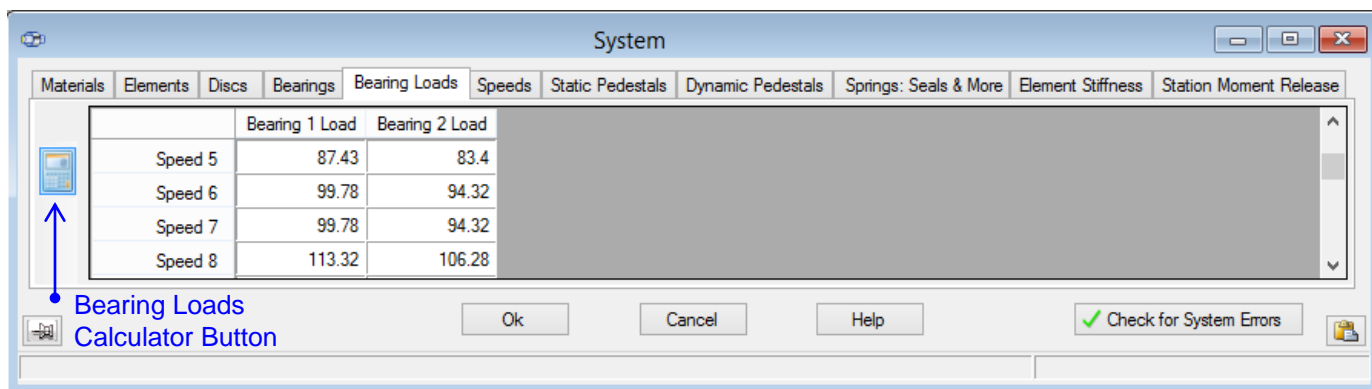 System
Materials Elements Discs Bearings Bearing Loads Speeds Static Pedestals Dynamic Pedestals Springs: Seals & More Element Stiffness Station Moment Release
Bearing 1 Load Bearing 2 Load
Speed 5 87.43 83.4
Speed 6 99.78 94.32
Speed 7 99.78 94.32
Speed 8 113.32 106.28
Bearing Loads
Calculator Button
Ok Cancel Help Check for System Errors